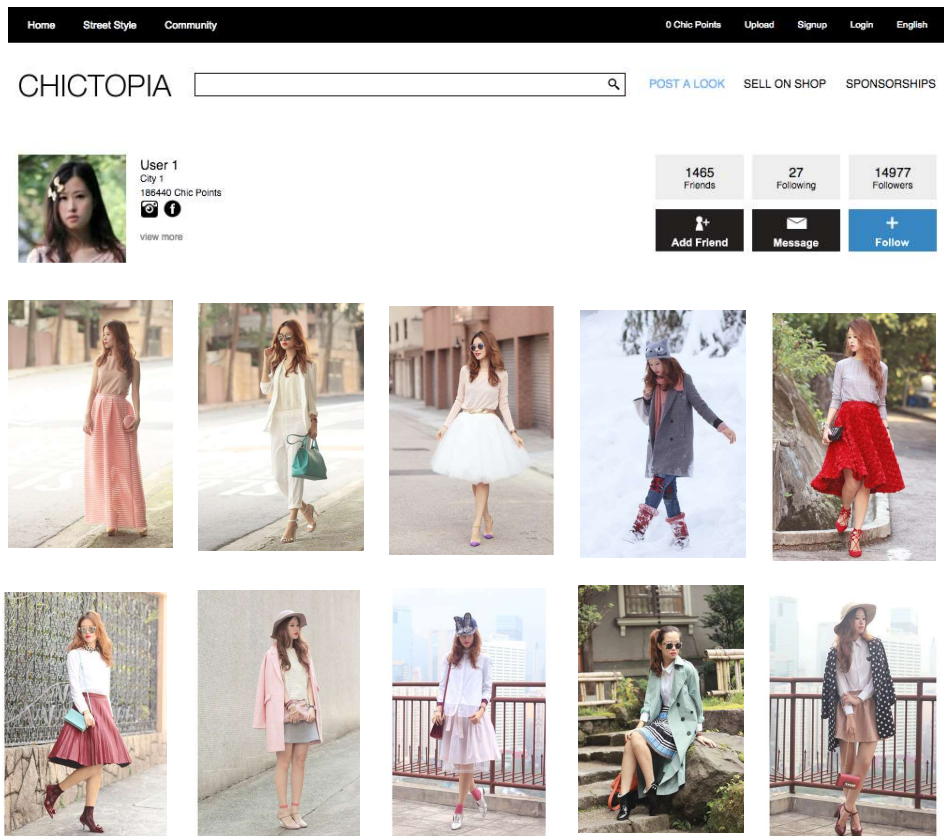 Home Street Style Community 0 Chic Points Upload Signup Login English
CHICTOPIA POST A LOOK SELL ON SHOP SPONSORSHIPS
User 1
City 1
186440 Chic Points
view more
1465 27 14977
Friends Following Followers
Add Friend Message Follow